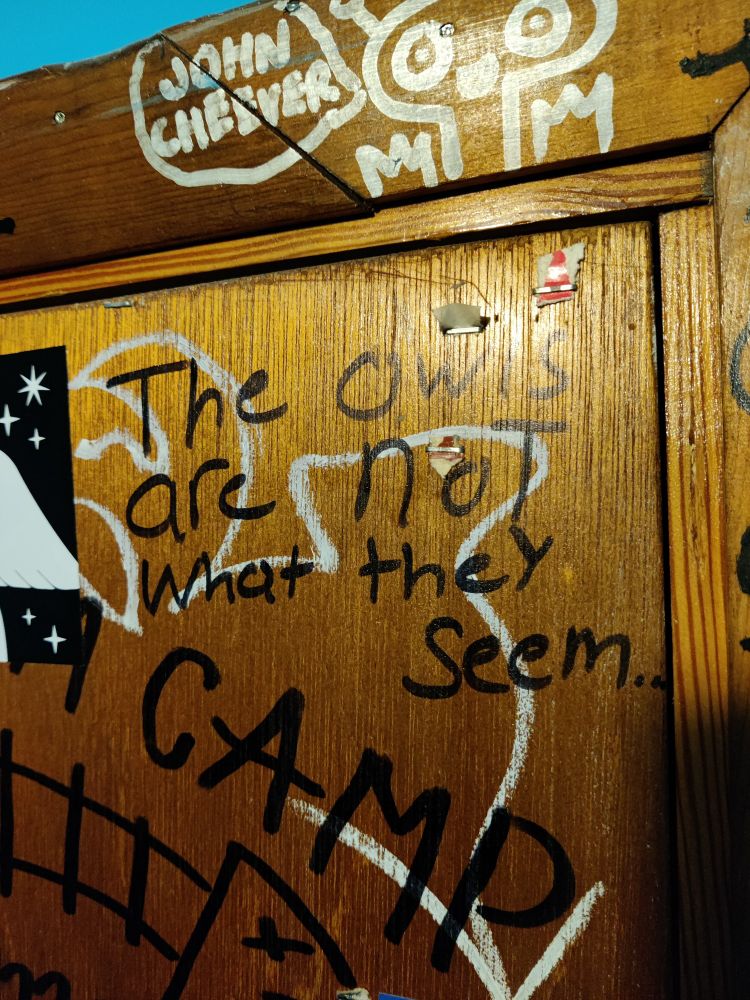 JOHN
CHEEVER
The owls
are noT
what they
seem...
CAMP